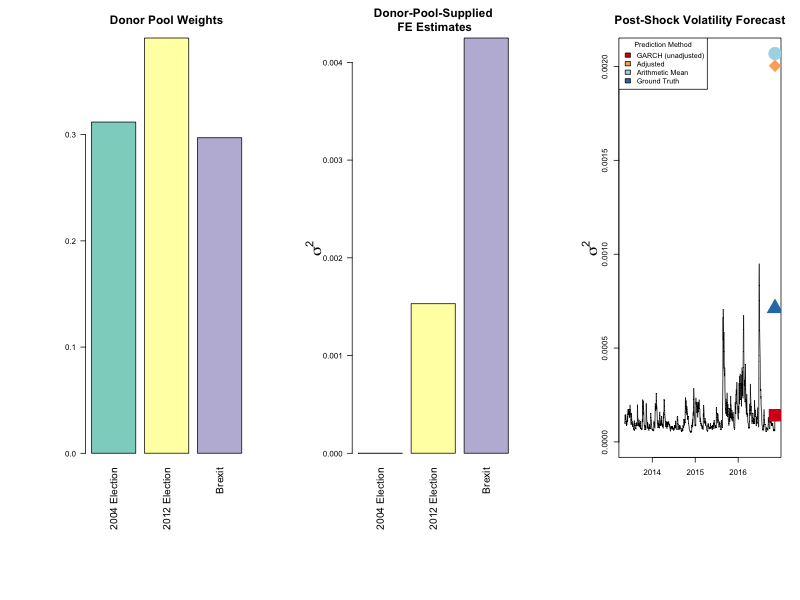 Donor Pool Weights
0.3
0.2
0.1
0.0
2004 Election
2012 Election
Brexit
Donor-Pool-Supplied
FE Estimates
σ²
0.004
0.003
0.002
0.001
0.000
2004 Election
2012 Election
Brexit
Post-Shock Volatility Forecast
σ²
0.0020
0.0015
0.0010
0.0005
0.0000
Prediction Method
GARCH (unadjusted)
Adjusted
Arithmetic Mean
Ground Truth
2014 2015 2016